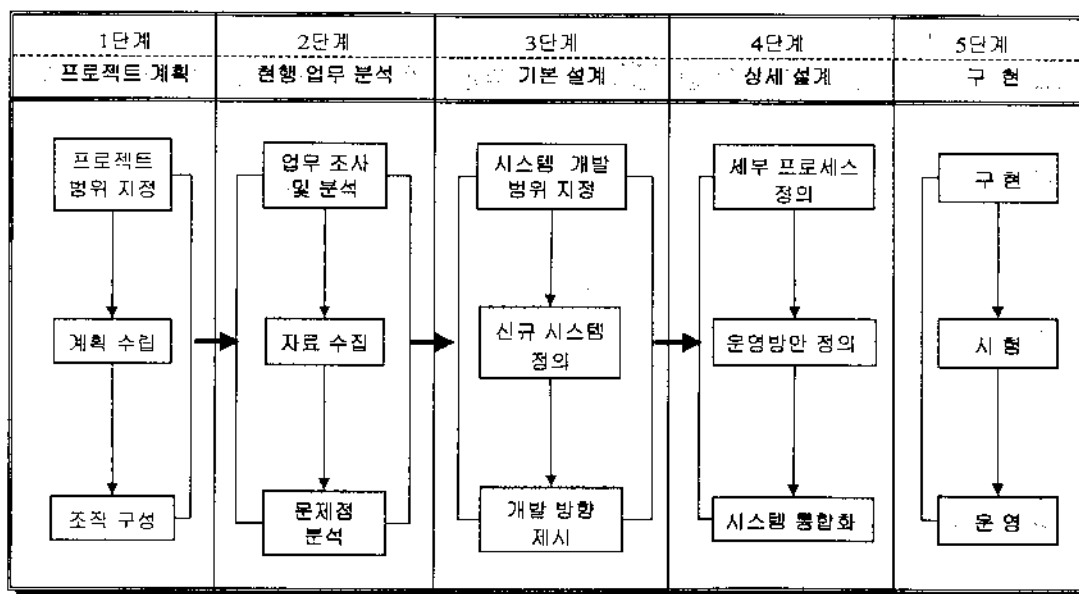 1단계
프로젝트 계획
2단계
현행 업무 분석
3단계
기본 설계
4단계
상세 설계
5단계
구 현
프로젝트
범위 지정
계획 수립
조작 구성
업무 조사
및 분석
자료 수집
문제점
분석
시스템 개발
범위 지정
신규 시스템
정의
개발 방향
제시
세부 프로세스
정의
운영방안 정의
시스템 통합화
구 현
시 험
운 영